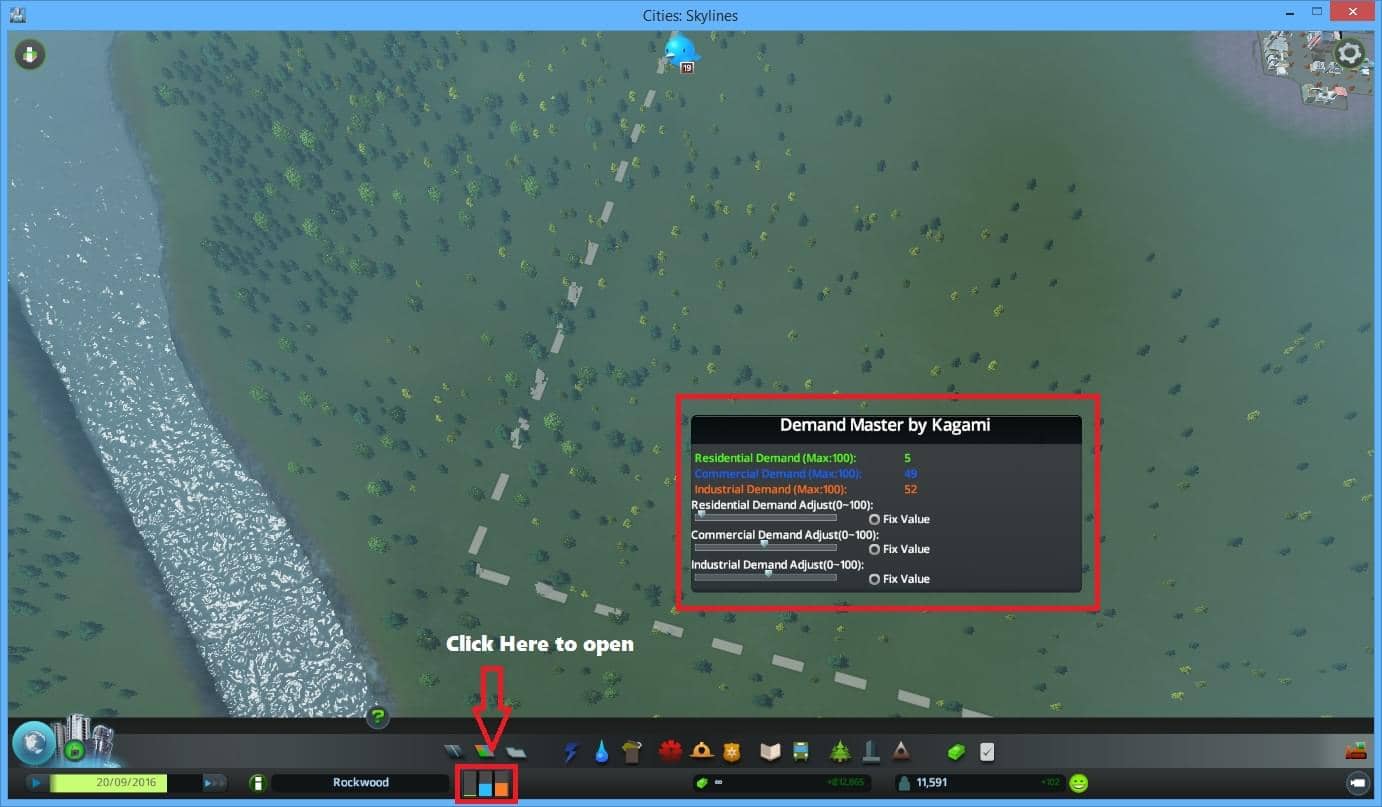 Cities: Skylines
19
Demand Master by Kagami
Residential Demand (Max:100): 5
Commercial Demand (Max:100): 49
Industrial Demand (Max:100): 52
Residential Demand Adjust(0~100):
Fix Value
Commercial Demand Adjust(0~100):
Fix Value
Industrial Demand Adjust(0~100):
Fix Value
Click Here to open
?
20/09/2016 Rockwood ∞ 11,591 +102